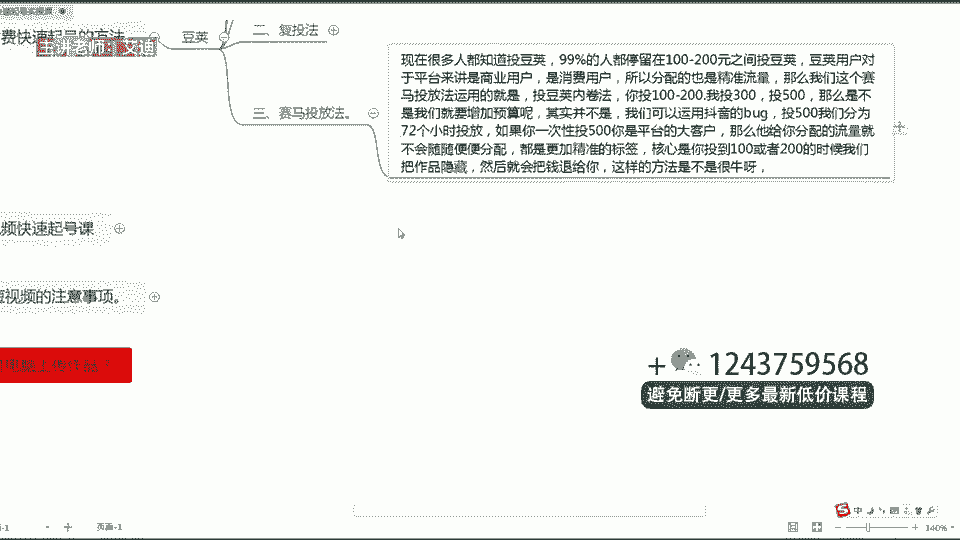 费快速起号的方法
主讲老师
豆荚
二、复投法
三、赛马投放法。
现在很多人都知道投豆荚，99%的人都停留在100-200元之间投豆荚，豆荚用户对
于平台来讲是商业用户，是消费用户，所以分配的也是精准流量，那么我们这个赛
马投放法运用的就是，投豆荚内卷法，你投100-200.我投300，投500，那么是不
是我们就要增加预算呢，其实并不是，我们可以运用抖音的bug，投500我们分为
72个小时投放，如果你一次性投500你是平台的大客户，那么他给你分配的流量就
不会随随便便分配，都是更加精准的标签，核心是你投到100或者200的时候我们
把作品隐藏，然后就会把钱退给你，这样的方法是不是很牛呀，
频快速起号课
短视频的注意事项。
+ 1243759568
避免断更/更多最新低价课程
页面-1
中
140%